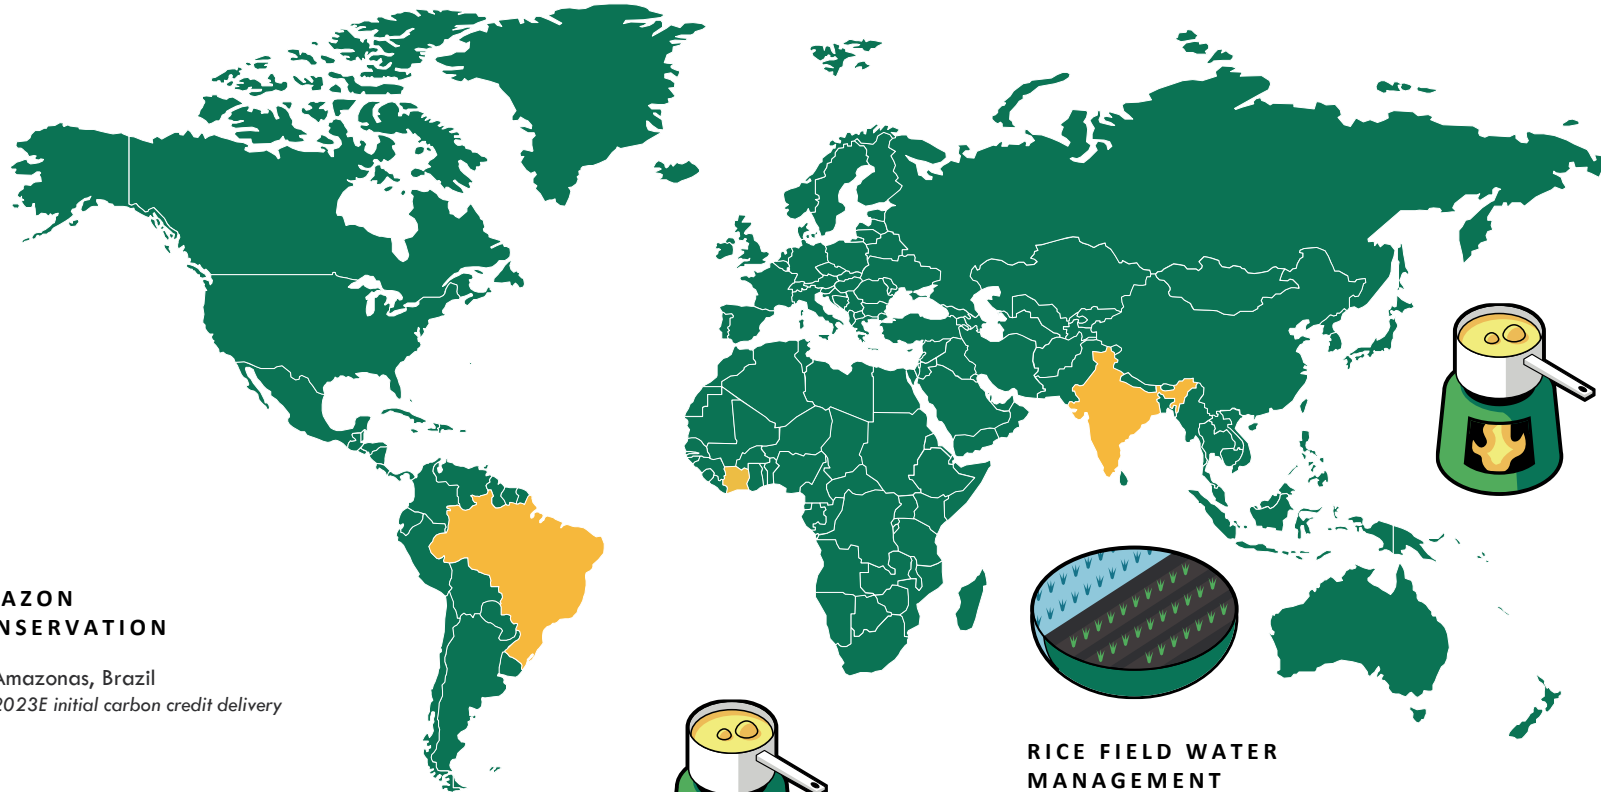 AZON
NSERVATION
Amazonas, Brazil
2023E initial carbon credit delivery
RICE FIELD WATER
MANAGEMENT